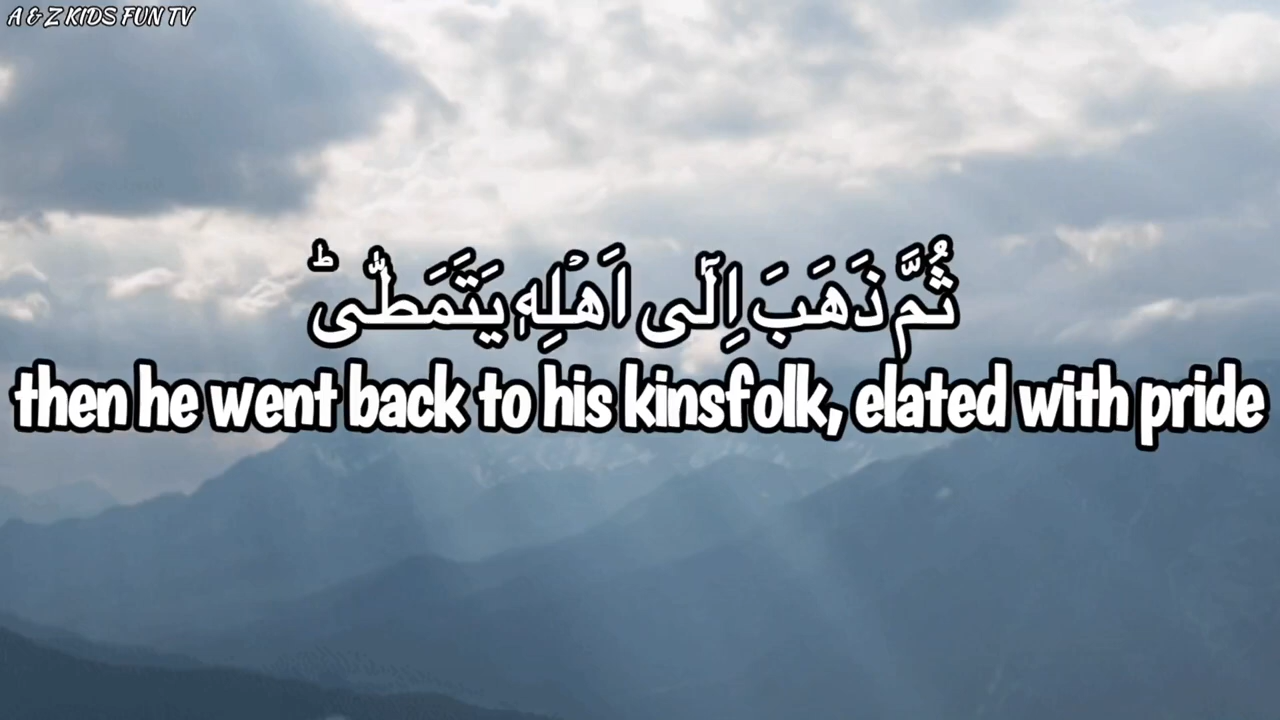 A & Z KIDS FUN TV
ثُمَّ ذَهَبَ اِلٰٓى اَهۡلِهٖ يَتَمَطّٰىؕ
then he went back to his kinsfolk, elated with pride